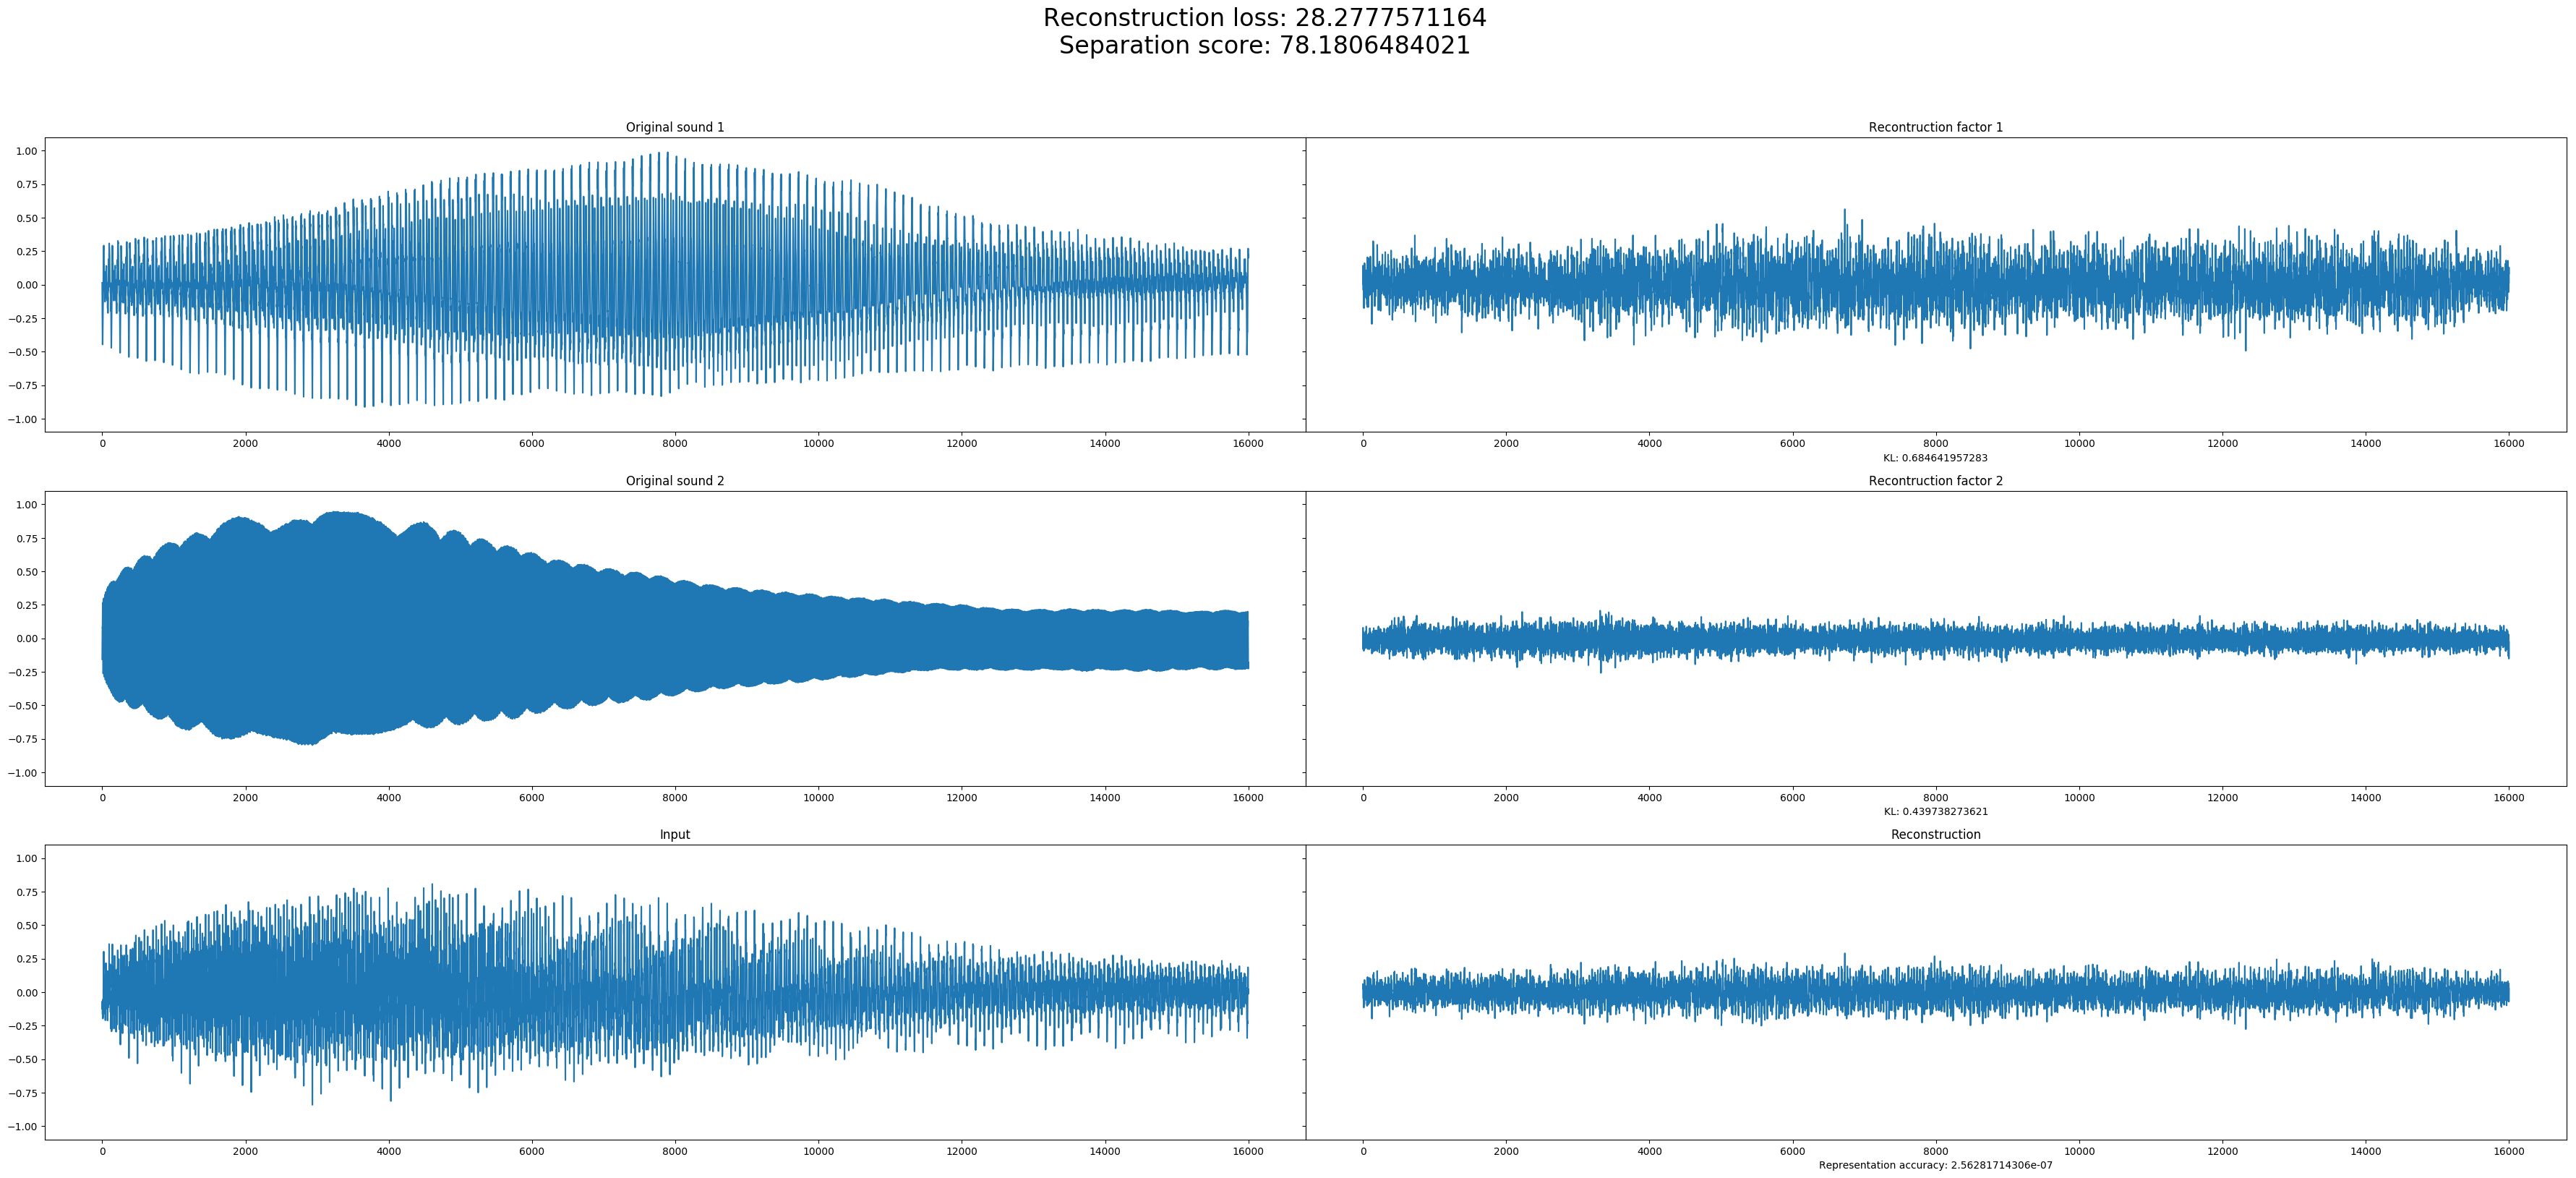 Reconstruction loss: 28.2777571164
Separation score: 78.1806484021
Original sound 1
Recontruction factor 1
1.00
0.75
0.50
0.25
0.00
−0.25
−0.50
−0.75
−1.00
0 2000 4000 6000 8000 10000 12000 14000 16000
0 2000 4000 6000 8000 10000 12000 14000 16000
KL: 0.684641957283
Original sound 2
Recontruction factor 2
1.00
0.75
0.50
0.25
0.00
−0.25
−0.50
−0.75
−1.00
0 2000 4000 6000 8000 10000 12000 14000 16000
0 2000 4000 6000 8000 10000 12000 14000 16000
KL: 0.439738273621
Input
Reconstruction
1.00
0.75
0.50
0.25
0.00
−0.25
−0.50
−0.75
−1.00
0 2000 4000 6000 8000 10000 12000 14000 16000
0 2000 4000 6000 8000 10000 12000 14000 16000
Representation accuracy: 2.56281714306e-07